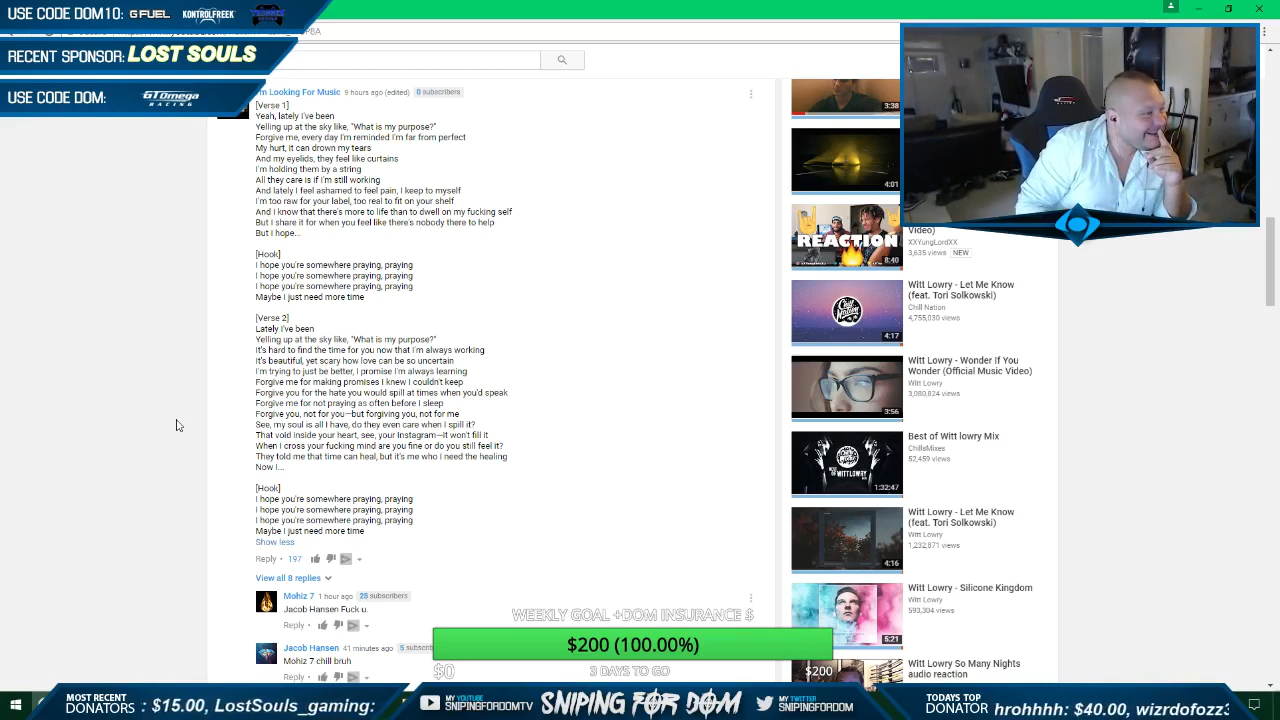 USE CODE DOM10: GFUEL KONTROLFREEK
RECENT SPONSOR: LOST SOULS
USE CODE DOM: GTOmega RACING
m Looking For Music 9 hours ago (edited) 0 subscribers
[Verse 1]
Yeah, lately I've been
Yelling up at the sky like, "What is my purpose?"
Forgive me, every day I'm reminded I'm far from perfect
My hurt, it can drown my tears
And my veils, they can feel worthless
I'm holding them by a string
All they care is if I'm still working
And lately I feel ashamed to feel pain, I keep to myself
I'm too raw for your label, too real to fit on your shelf
And I know that there's more to life than to dwell on my fucking self
But I share it for when you feel like there's nobody there to help
But I hope...
[Hook]
I hope you're somewhere praying, praying
I hope you're somewhere praying, praying
I hope you're somewhere praying, praying
Maybe I just need more time
[Verse 2]
Lately I've been
Yelling up at the sky like, "What is my purpose?"
It's hard to find the time for you now that I'm always working
It's beautiful, yet scary how love can be so uncertain
I'm trying to just be better, I promise I'm always learning
Forgive me for making promises I knew I couldn't keep
Forgive you for the hate you would spill at times when you'd speak
Forgive me for not praying as often before I sleep
Forgive you, not for you—but forgiving you, not for me
See, my soul is all I have, do they even care when I spill it?
That void inside your heart, see, your Instagram—it won't fill it
When I cross your fucking mind are you fine or do you still feel it?
They told me that time can heal, but it's me who I need the healing
Now I...
[Hook]
I hope you're somewhere praying, praying
I hope you're somewhere praying, praying
I hope you're somewhere praying, praying
Maybe I just need more time
Show less
Reply • 197
View all 8 replies
Mohiz 7 1 hour ago 25 subscribers
Jacob Hansen Fuck u.
Reply •
Jacob Hansen 41 minutes ago 5 subscrib
Mohiz 7 chill bruh
Reply •
3:38
4:01
REACTION
8:40
Video)
XXYungLordXX
3,635 views NEW
4:17
Witt Lowry - Let Me Know
(feat. Tori Solkowski)
Chill Nation
4,755,030 views
3:56
Witt Lowry - Wonder If You
Wonder (Official Music Video)
Witt Lowry
3,080,824 views
1:32:47
Best of Witt lowry Mix
ChillsMixes
52,459 views
4:16
Witt Lowry - Let Me Know
(feat. Tori Solkowski)
Witt Lowry
1,232,871 views
5:21
Witt Lowry - Silicone Kingdom
Witt Lowry
593,304 views
Witt Lowry So Many Nights
audio reaction
WEEKLY GOAL +DOM INSURANCE $
$200 (100.00%)
$0 3 DAYS TO GO $200
MOST RECENT
DONATORS : $15.00, LostSouls_gaming:
MY YOUTUBE
SNIPINGFORDOMTV
SNIPING FOR DOM
MY TWITTER
SNIPINGFORDOM
TODAYS TOP
DONATOR hrohhhh: $40.00, wizrdofozz3